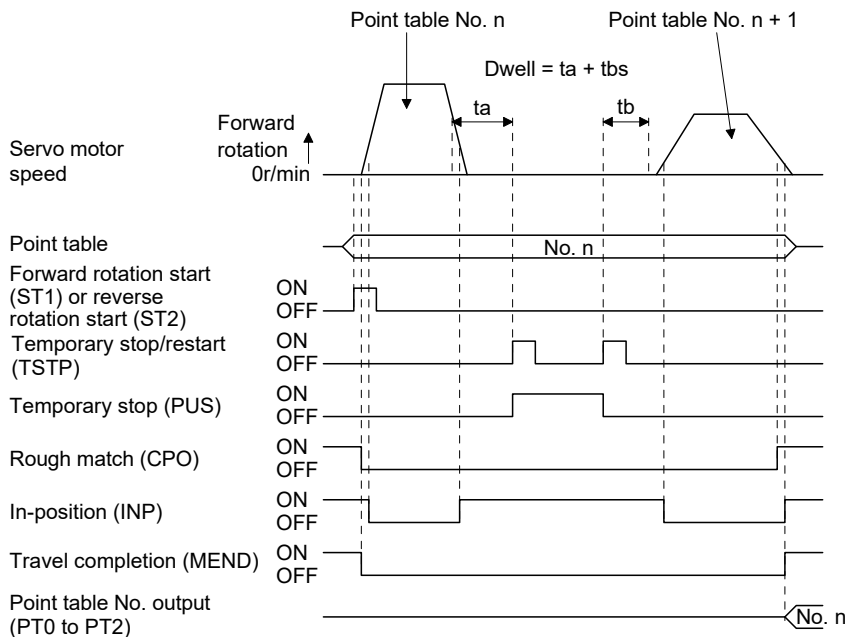 Point table No. n
Point table No. n + 1
Dwell = ta + tbs
ta
tb
Forward
rotation
0r/min
Servo motor
speed
Point table
No. n
Forward rotation start
(ST1) or reverse
rotation start (ST2)
ON
OFF
Temporary stop/restart
(TSTP)
ON
OFF
Temporary stop (PUS)
ON
OFF
Rough match (CPO)
ON
OFF
In-position (INP)
ON
OFF
Travel completion (MEND)
ON
OFF
Point table No. output
(PT0 to PT2)
No. n